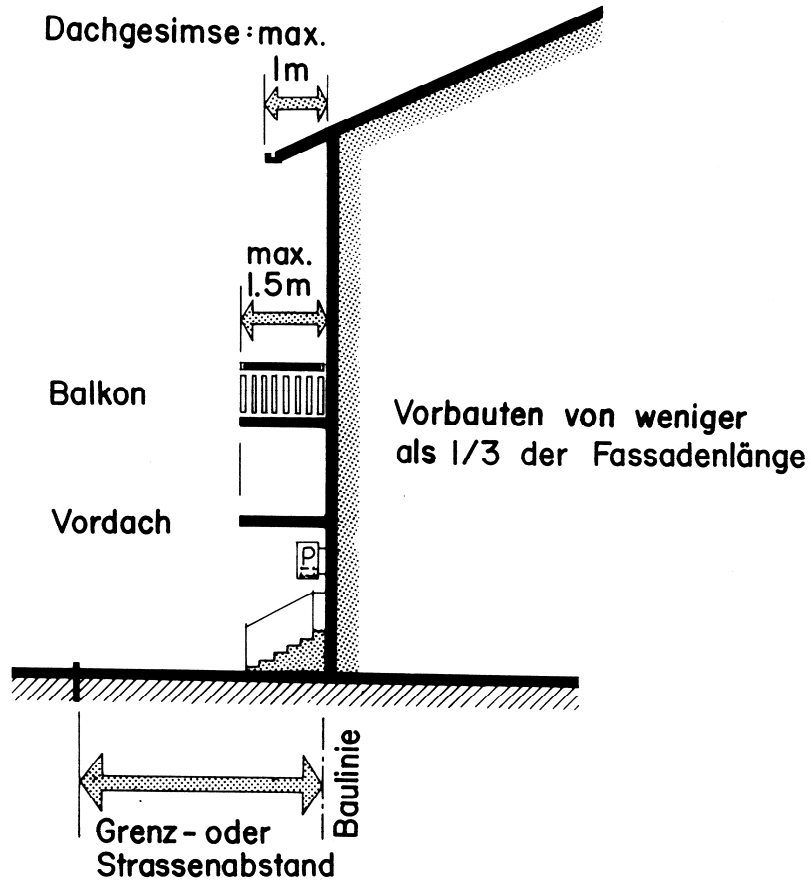 Dachgesimse: max.
1m
max.
1.5m
Balkon
Vorbauten von weniger
als 1/3 der Fassadenlänge
Vordach
P
Baulinie
Grenz- oder
Strassenabstand